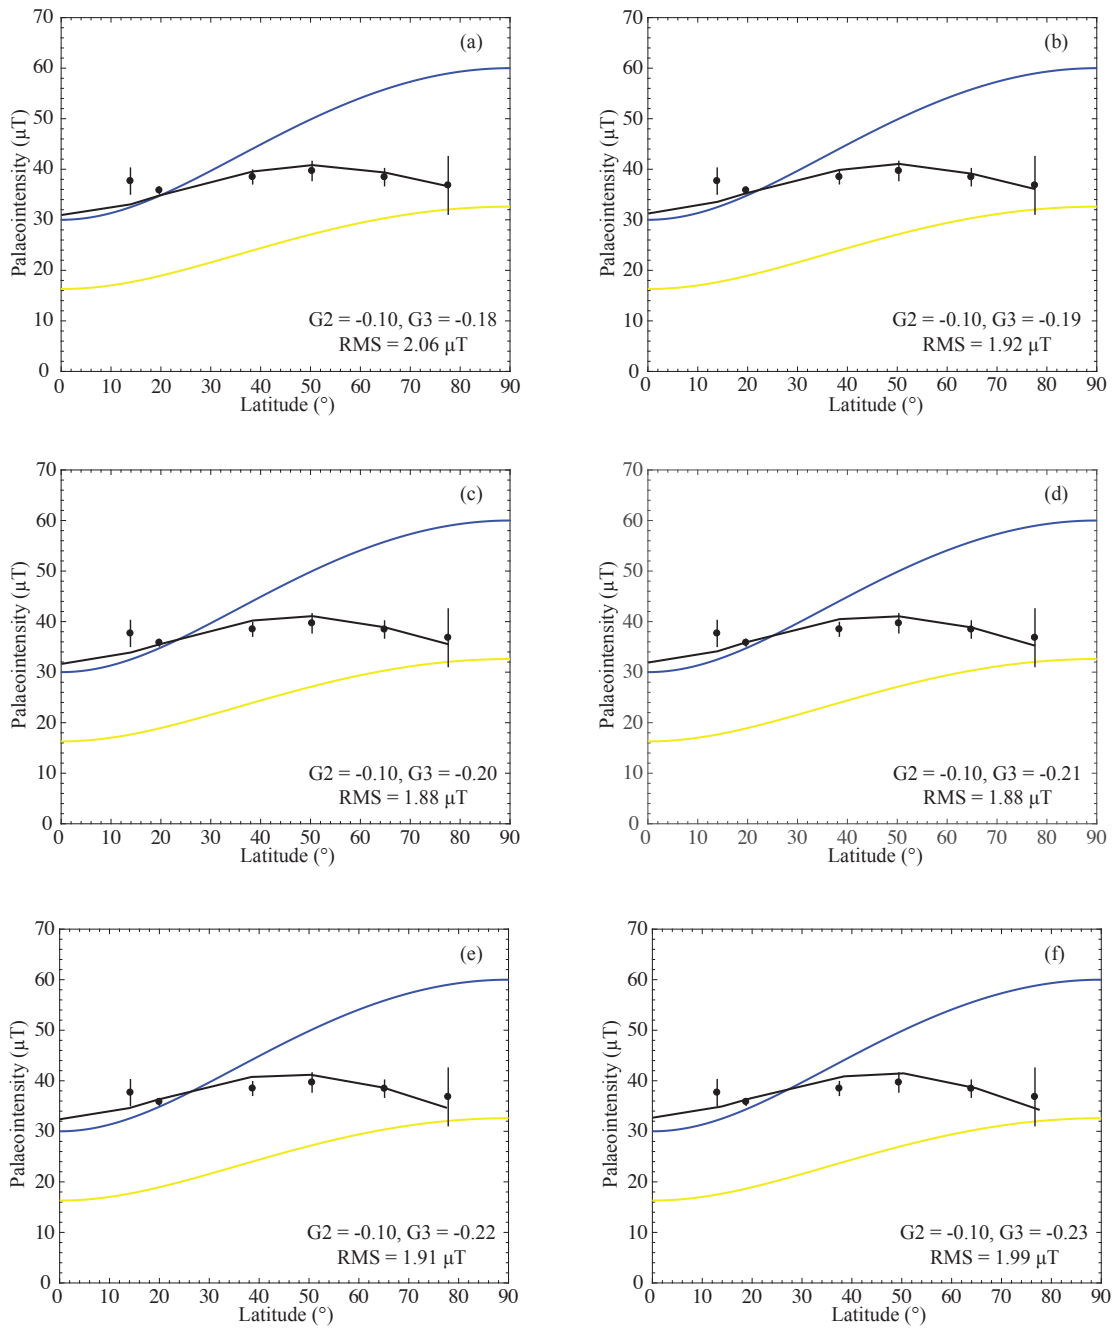 70
60
50
40
30
20
10
0
Palaeointensity (µT)
(a)
G2 = -0.10, G3 = -0.18
RMS = 2.06 µT
0 10 20 30 40 50 60 70 80 90
Latitude (°)
70
60
50
40
30
20
10
0
Palaeointensity (µT)
(b)
G2 = -0.10, G3 = -0.19
RMS = 1.92 µT
0 10 20 30 40 50 60 70 80 90
Latitude (°)
70
60
50
40
30
20
10
0
Palaeointensity (µT)
(c)
G2 = -0.10, G3 = -0.20
RMS = 1.88 µT
0 10 20 30 40 50 60 70 80 90
Latitude (°)
70
60
50
40
30
20
10
0
Palaeointensity (µT)
(d)
G2 = -0.10, G3 = -0.21
RMS = 1.88 µT
0 10 20 30 40 50 60 70 80 90
Latitude (°)
70
60
50
40
30
20
10
0
Palaeointensity (µT)
(e)
G2 = -0.10, G3 = -0.22
RMS = 1.91 µT
0 10 20 30 40 50 60 70 80 90
Latitude (°)
70
60
50
40
30
20
10
0
Palaeointensity (µT)
(f)
G2 = -0.10, G3 = -0.23
RMS = 1.99 µT
0 10 20 30 40 50 60 70 80 90
Latitude (°)